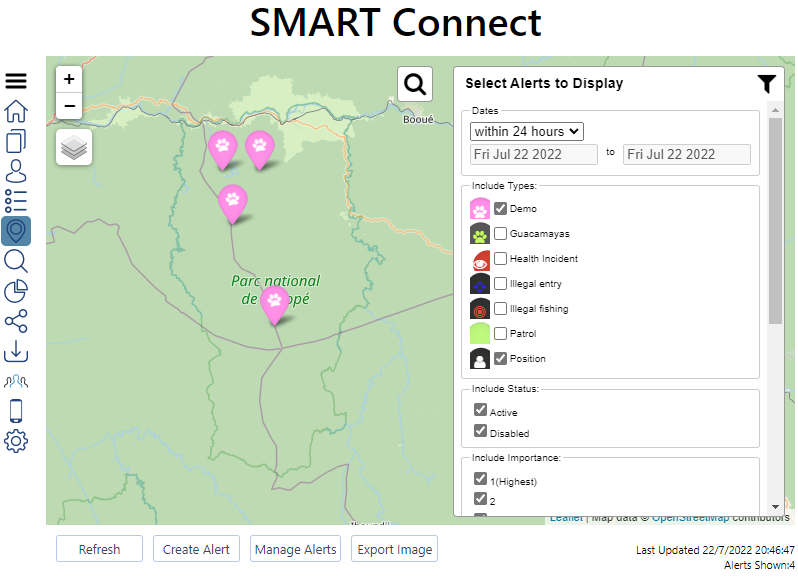 SMART Connect
+
−
Booué
Parc national
de
opé
Select Alerts to Display
Dates
within 24 hours
Fri Jul 22 2022 to Fri Jul 22 2022
Include Types:
Demo
Guacamayas
Health Incident
Illegal entry
Illegal fishing
Patrol
Position
Include Status:
Active
Disabled
Include Importance:
1(Highest)
2
Leaflet | Map data © OpenStreetMap contributors
Refresh Create Alert Manage Alerts Export Image
Last Updated 22/7/2022 20:46:47
Alerts Shown:4